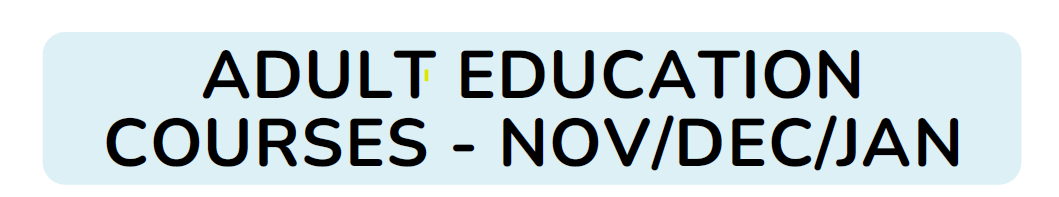 ADULT EDUCATION
COURSES - NOV/DEC/JAN